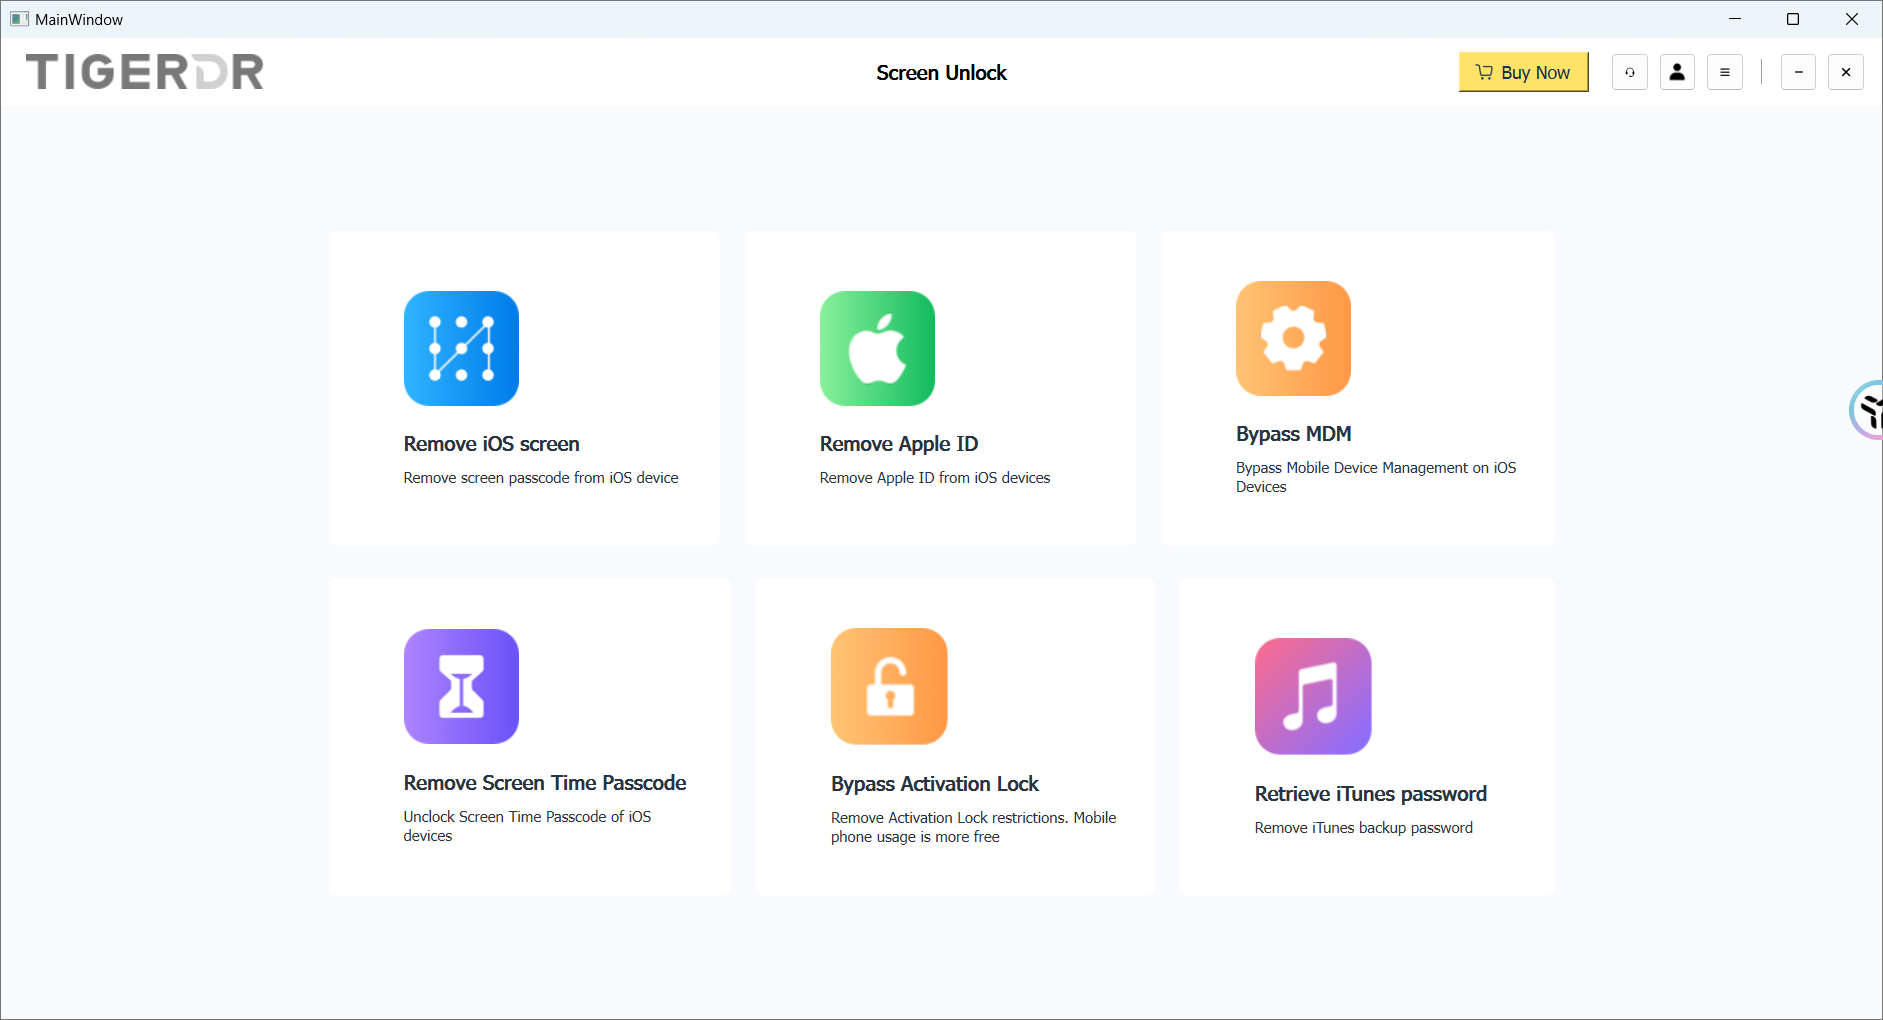 MainWindow
TIGERDR
Screen Unlock
Buy Now
Remove iOS screen
Remove screen passcode from iOS device
Remove Apple ID
Remove Apple ID from iOS devices
Bypass MDM
Bypass Mobile Device Management on iOS
Devices
Remove Screen Time Passcode
Unclock Screen Time Passcode of iOS
devices
Bypass Activation Lock
Remove Activation Lock restrictions. Mobile
phone usage is more free
Retrieve iTunes password
Remove iTunes backup password